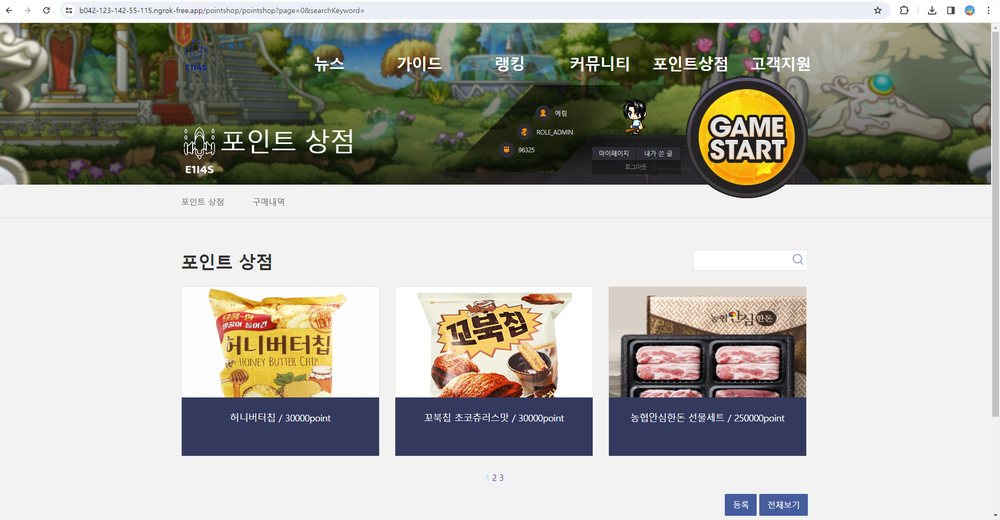 b042-123-142-55-115.ngrok-free.app/pointshop/pointshop?page=0&searchKeyword=
E1I4S
뉴스 가이드 랭킹 커뮤니티 포인트상점 고객지원
예림
ROLE_ADMIN
96325
마이페이지 내가 쓴 글
로그아웃
GAME
START
포인트 상점
E1I4S
포인트 상점 구매내역
포인트 상점
달콤~한
벌꿀이 들어간
생감자
100%
허니버터칩
HONEY BUTTER CHIP
꼬북칩
농협안심한돈
허니버터칩 / 30000point
꼬북칩 초코츄러스맛 / 30000point
농협안심한돈 선물세트 / 250000point
1 2 3
등록 전체보기